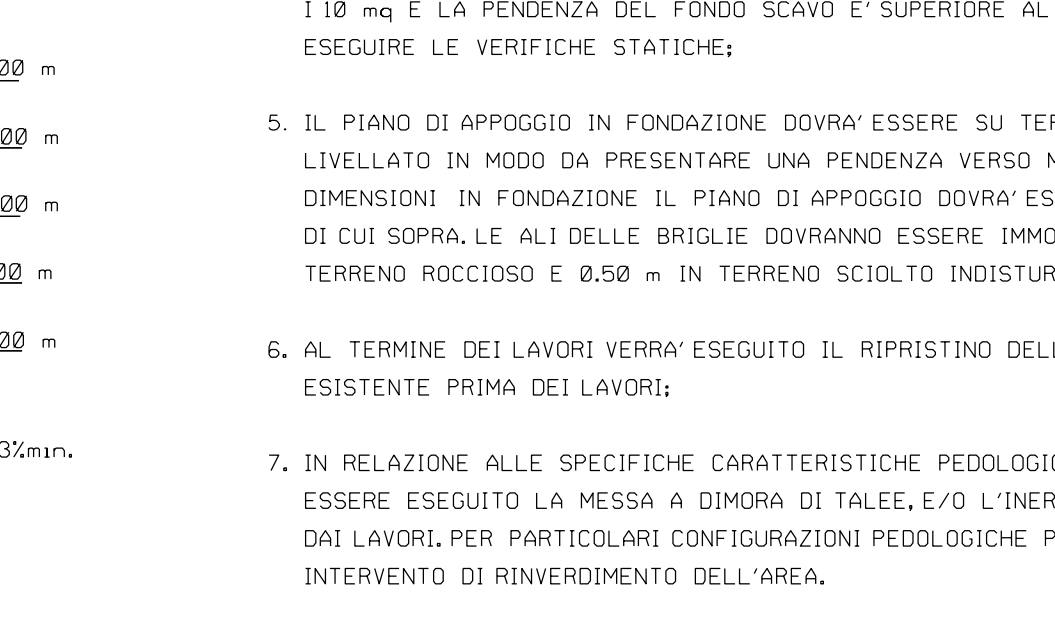 I 10 mq E LA PENDENZA DEL FONDO SCAVO E' SUPERIORE AL
ESEGUIRE LE VERIFICHE STATICHE;
00 m
00 m
00 m
00 m
00 m
3%min.
5. IL PIANO DI APPOGGIO IN FONDAZIONE DOVRA' ESSERE SU
LIVELLATO IN MODO DA PRESENTARE UNA PENDENZA VERSO
DIMENSIONI IN FONDAZIONE IL PIANO DI APPOGGIO DOVRA' ES
DI CUI SOPRA. LE ALI DELLE BRIGLIE DOVRANNO ESSERE IMMO
TERRENO ROCCIOSO E 0.50 m IN TERRENO SCIOLTO INDISTUR
6. AL TERMINE DEI LAVORI VERRA' ESEGUITO IL RIPRISTINO DELL
ESISTENTE PRIMA DEI LAVORI;
7. IN RELAZIONE ALLE SPECIFICHE CARATTERISTICHE PEDOLOGI
ESSERE ESEGUITO LA MESSA A DIMORA DI TALEE, E/O L'INER
DAI LAVORI. PER PARTICOLARI CONFIGURAZIONI PEDOLOGICHE
INTERVENTO DI RINVERDIMENTO DELL'AREA.